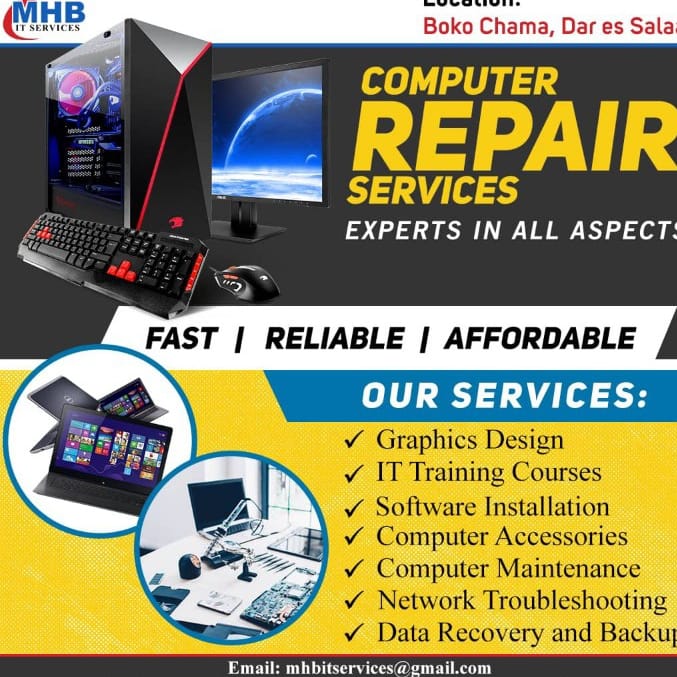 MHB
IT SERVICES
Location:
Boko Chama, Dar es Salaa
COMPUTER
REPAIR
SERVICES
EXPERTS IN ALL ASPECTS
FAST | RELIABLE | AFFORDABLE
OUR SERVICES:
✓ Graphics Design
✓ IT Training Courses
✓ Software Installation
✓ Computer Accessories
✓ Computer Maintenance
✓ Network Troubleshooting
✓ Data Recovery and Backup
Email: mhbitservices@gmail.com